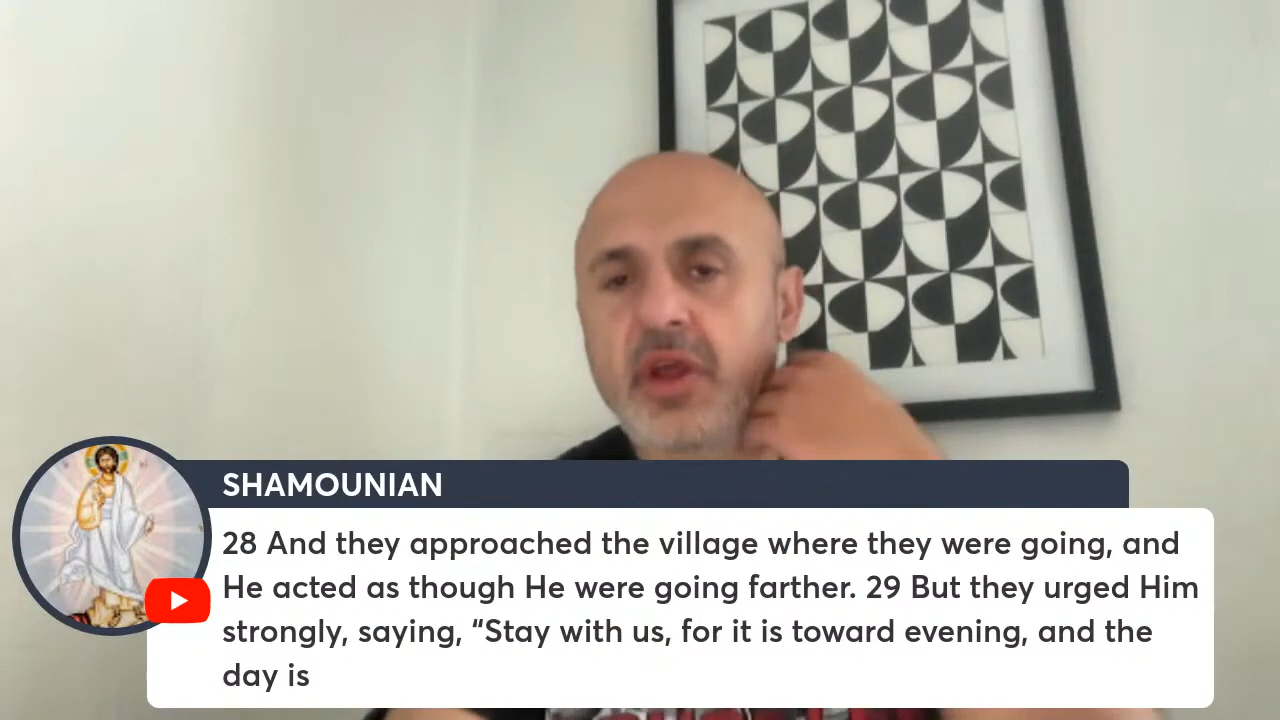 SHAMOUNIAN
28 And they approached the village where they were going, and
He acted as though He were going farther. 29 But they urged Him
strongly, saying, “Stay with us, for it is toward evening, and the
day is